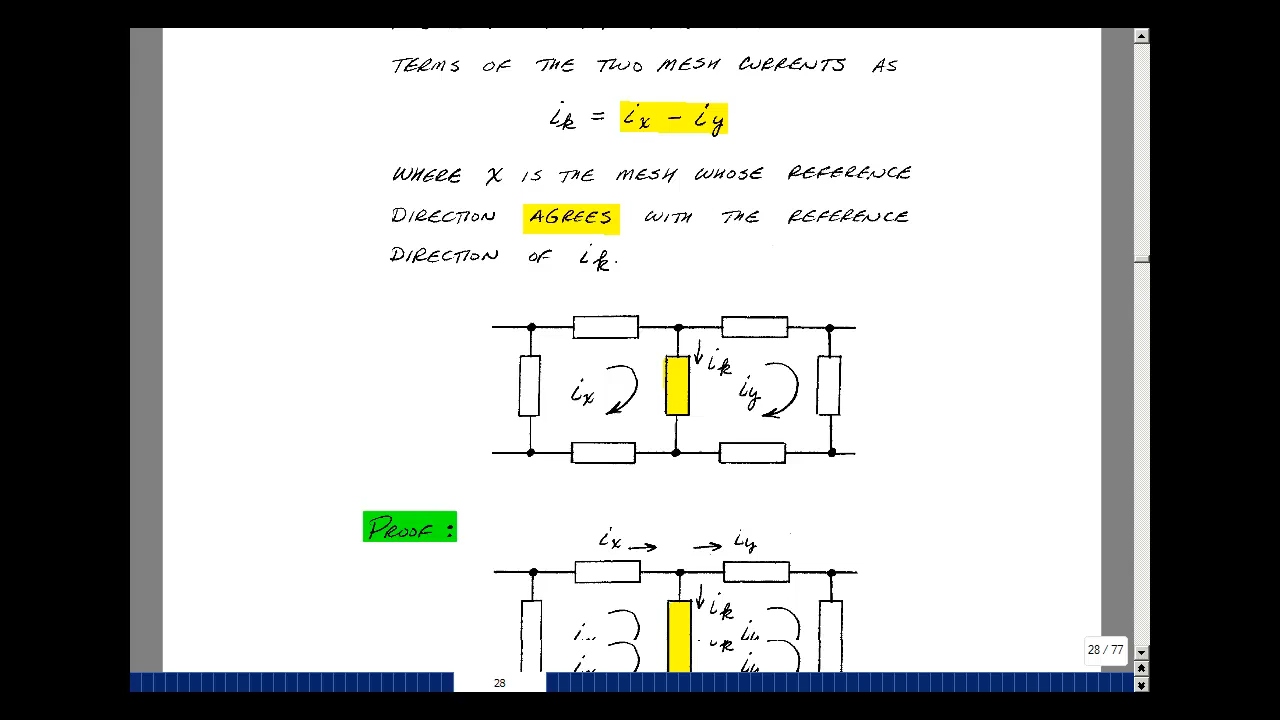 TERMS OF THE TWO MESH CURRENTS AS
ik = ix - iy
WHERE X IS THE MESH WHOSE REFERENCE
DIRECTION AGREES WITH THE REFERENCE
DIRECTION OF ik.
ik
ix
iy
PROOF:
ix iy
ik
28 / 77
28